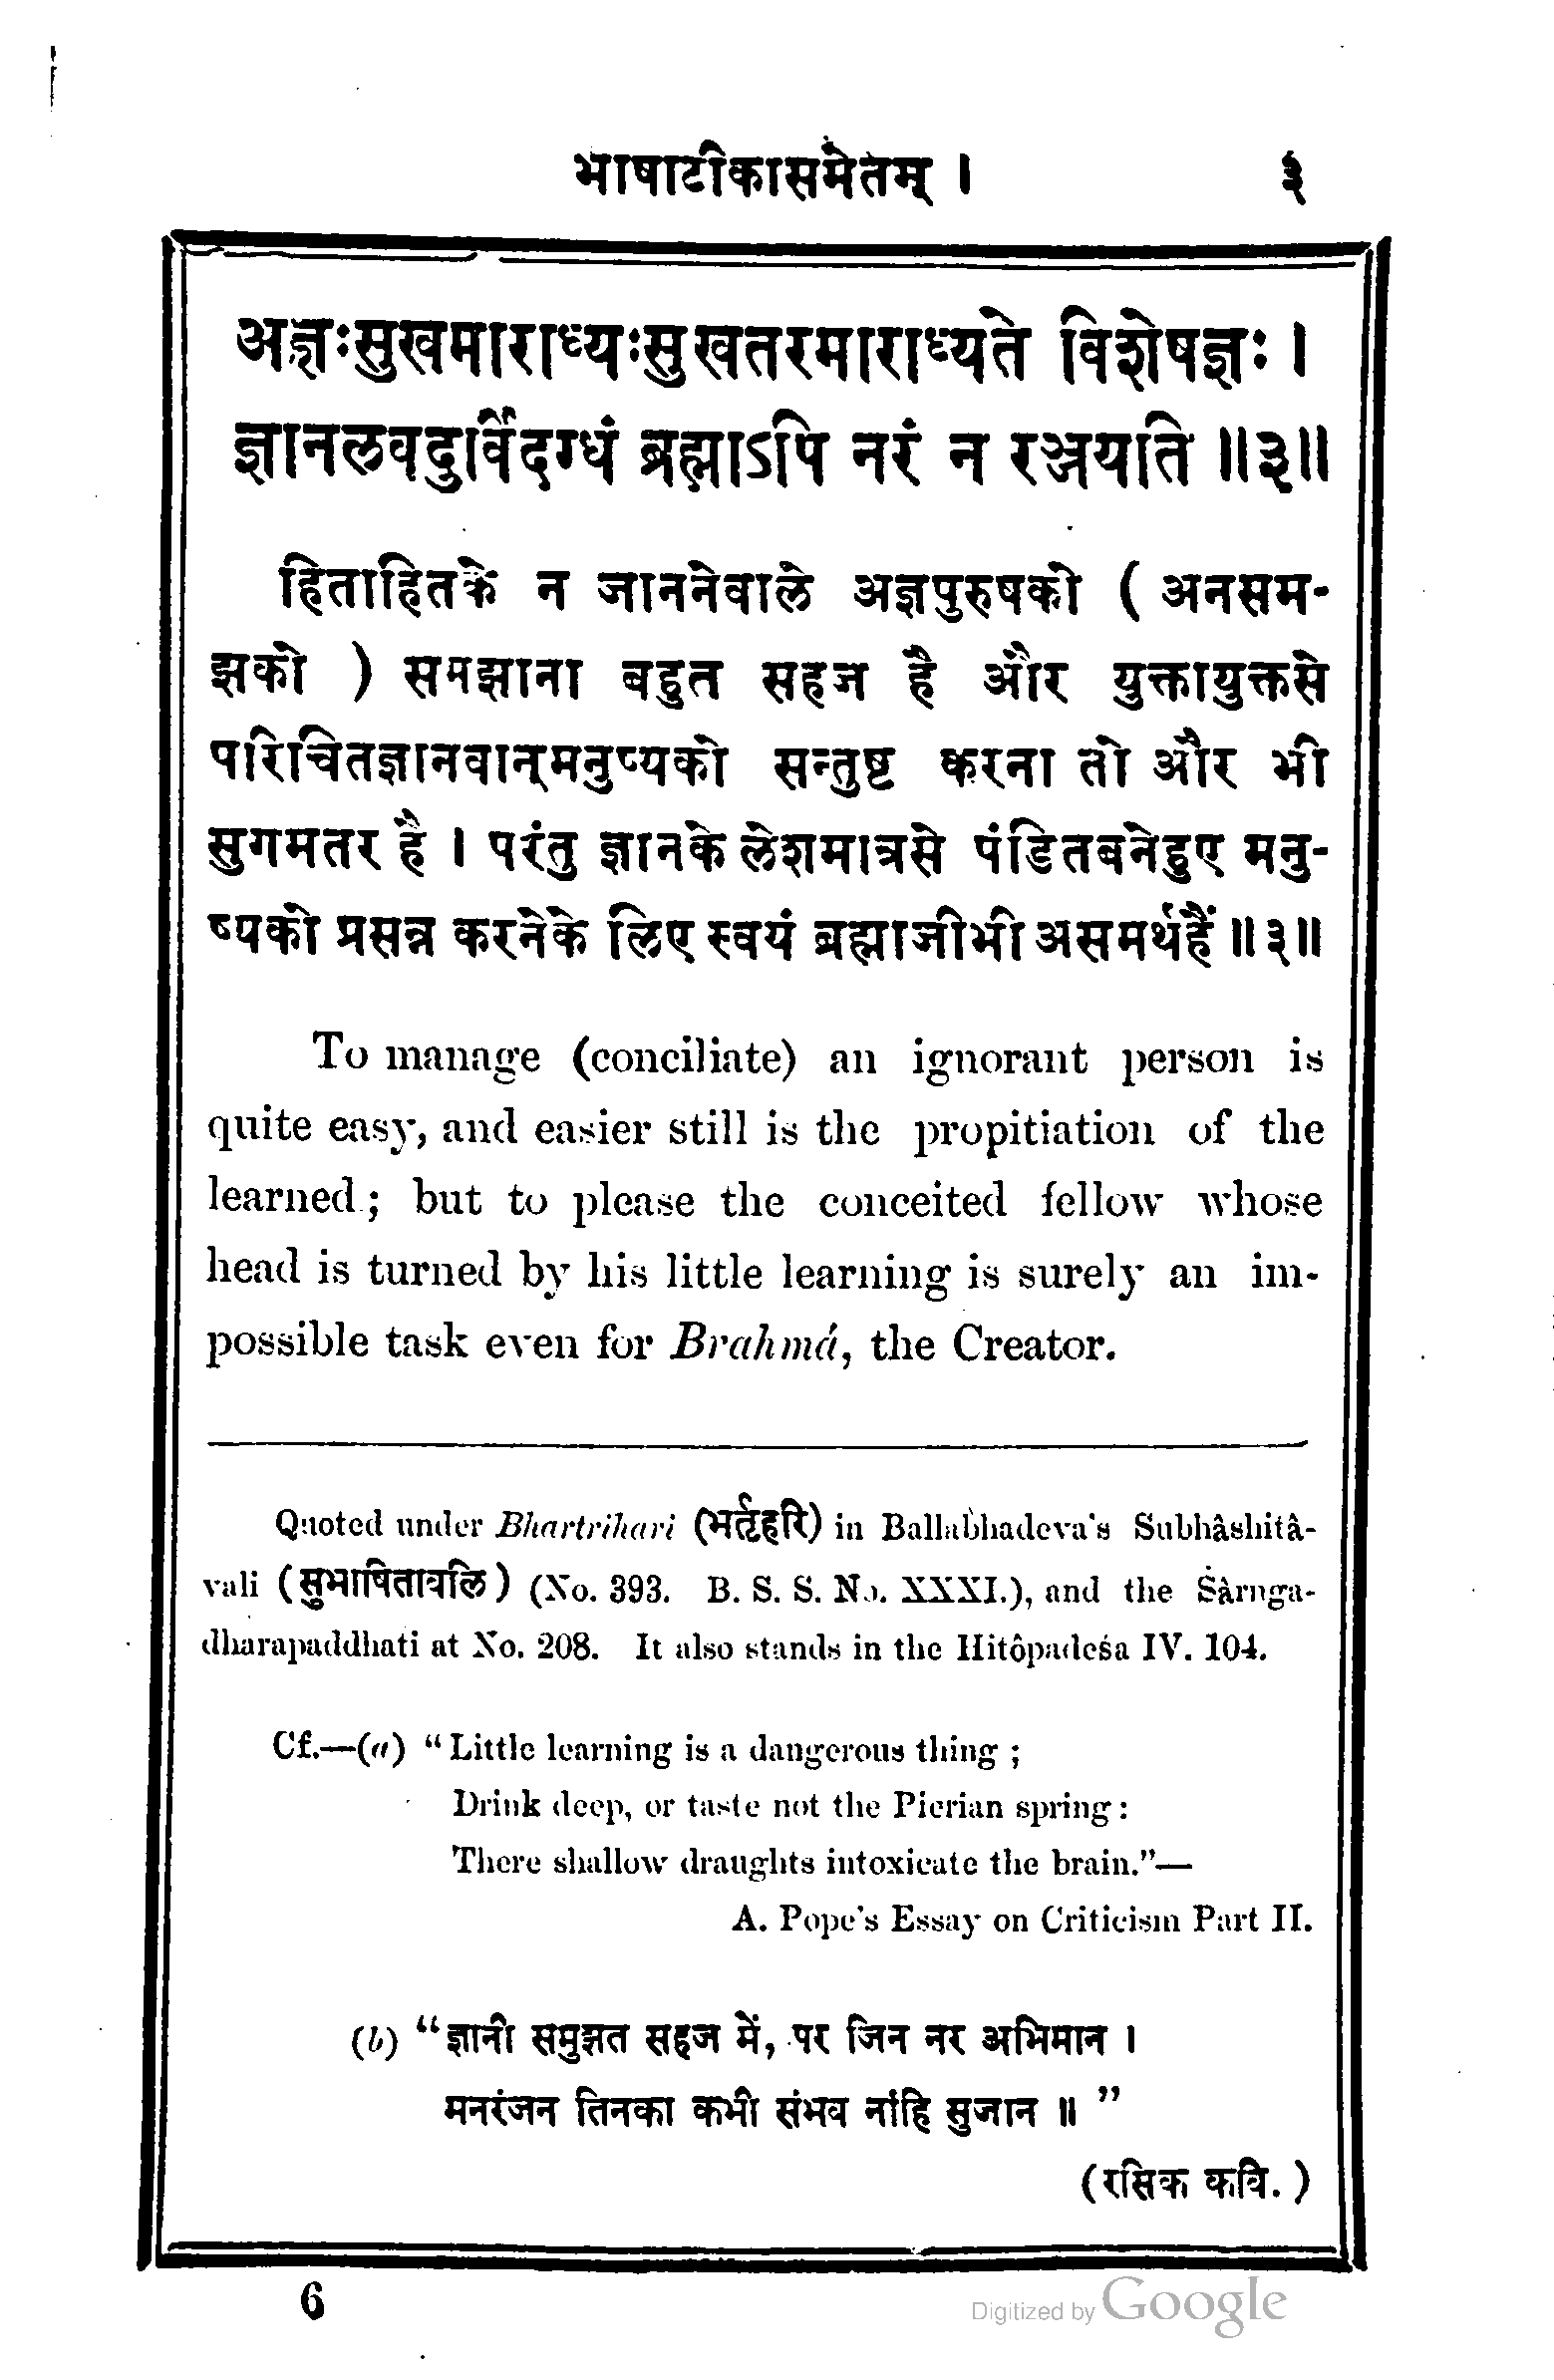 भाषाटीकासमेतम् । ३
अज्ञःसुखमाराध्यःसुखतरमाराध्यते विशेषज्ञः ।
ज्ञानलवदुर्विदग्धं ब्रह्माऽपि नरं न रञ्जयति ॥३॥
हिताहितके न जाननेवाले अज्ञपुरुषको ( अनसम-
झको ) समझाना बहुत सहज है और युक्तायुक्तसे
परिचितज्ञानवान्मनुष्यको सन्तुष्ट करना तो और भी
सुगमतर है । परंतु ज्ञानके लेशमात्रसे पंडितबनेहुए मनु-
ष्यको प्रसन्न करनेके लिए स्वयं ब्रह्माजीभी असमर्थहैं ॥३॥
To manage (conciliate) an ignorant person is
quite easy, and easier still is the propitiation of the
learned; but to please the conceited fellow whose
head is turned by his little learning is surely an im-
possible task even for Brahmá, the Creator.
Quoted under Bhartrihari (भर्तृहरि) in Ballabhadeva's Subhâshitâ-
vali (सुभाषितावलि) (No. 393. B. S. S. No. XXXI.), and the Śârnga-
dharapaddhati at No. 208. It also stands in the Hitôpadeśa IV. 104.
Cf.—(a) “Little learning is a dangerous thing ;
Drink deep, or taste not the Pierian spring :
There shallow draughts intoxicate the brain.”—
A. Pope's Essay on Criticism Part II.
(b) “ज्ञानी समुझत सहज में, पर जिन नर अभिमान ।
मनरंजन तिनका कभी संभव नांहि सुजान ॥ ”
(रसिक कवि.)
6
Digitized by Google